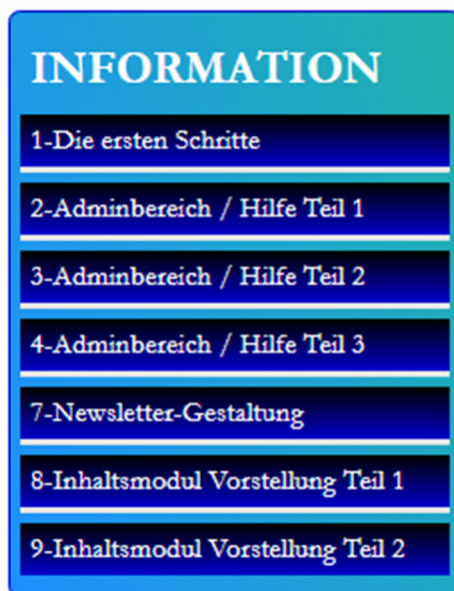 INFORMATION
1-Die ersten Schritte
2-Adminbereich / Hilfe Teil 1
3-Adminbereich / Hilfe Teil 2
4-Adminbereich / Hilfe Teil 3
7-Newsletter-Gestaltung
8-Inhaltsmodul Vorstellung Teil 1
9-Inhaltsmodul Vorstellung Teil 2